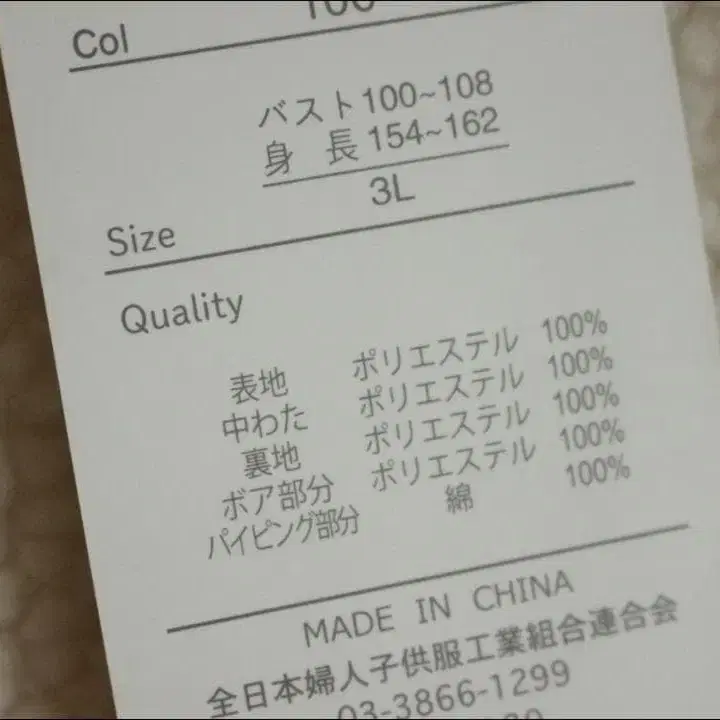 Col
バスト100~108
身 長 154~162
3L
Size
Quality
表地 ポリエステル 100%
中わた ポリエステル 100%
裏地 ポリエステル 100%
ボア部分 ポリエステル 100%
パイピング部分 綿 100%
MADE IN CHINA
全日本婦人子供服工業組合連合会
03-3866-1299